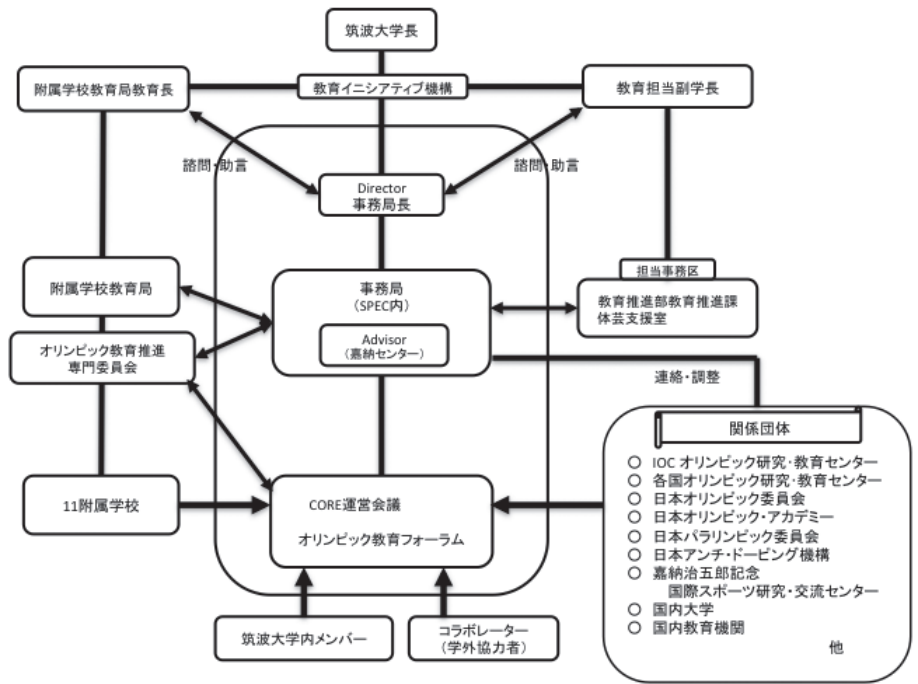 筑波大学長
附属学校教育局教育長
教育イニシアティブ機構
教育担当副学長
諮問・助言
諮問・助言
Director
事務局長
附属学校教育局
事務局
(SPEC内)
Advisor
(嘉納センター)
担当事務区
教育推進部教育推進課
体芸支援室
オリンピック教育推進
専門委員会
連絡・調整
関係団体
○ IOC オリンピック研究・教育センター
○ 各国オリンピック研究・教育センター
○ 日本オリンピック委員会
○ 日本オリンピック・アカデミー
○ 日本パラリンピック委員会
○ 日本アンチ・ドーピング機構
○ 嘉納治五郎記念
国際スポーツ研究・交流センター
○ 国内大学
○ 国内教育機関
他
11附属学校
CORE運営会議
オリンピック教育フォーラム
筑波大学内メンバー
コラボレーター
(学外協力者)